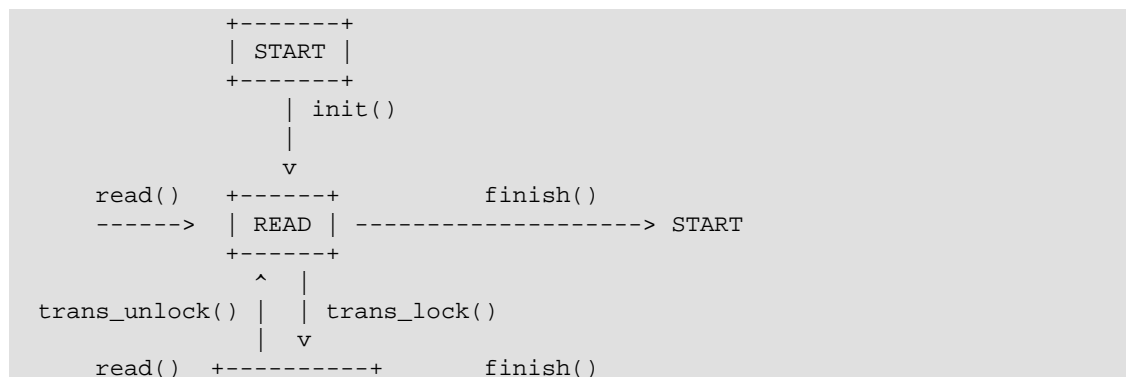 +-------+
| START |
+-------+
| init()
|
v
read() +------+ finish()
------> | READ | --------------------> START
+------+
^ |
trans_unlock() | | trans_lock()
| v
read() +----------+ finish()